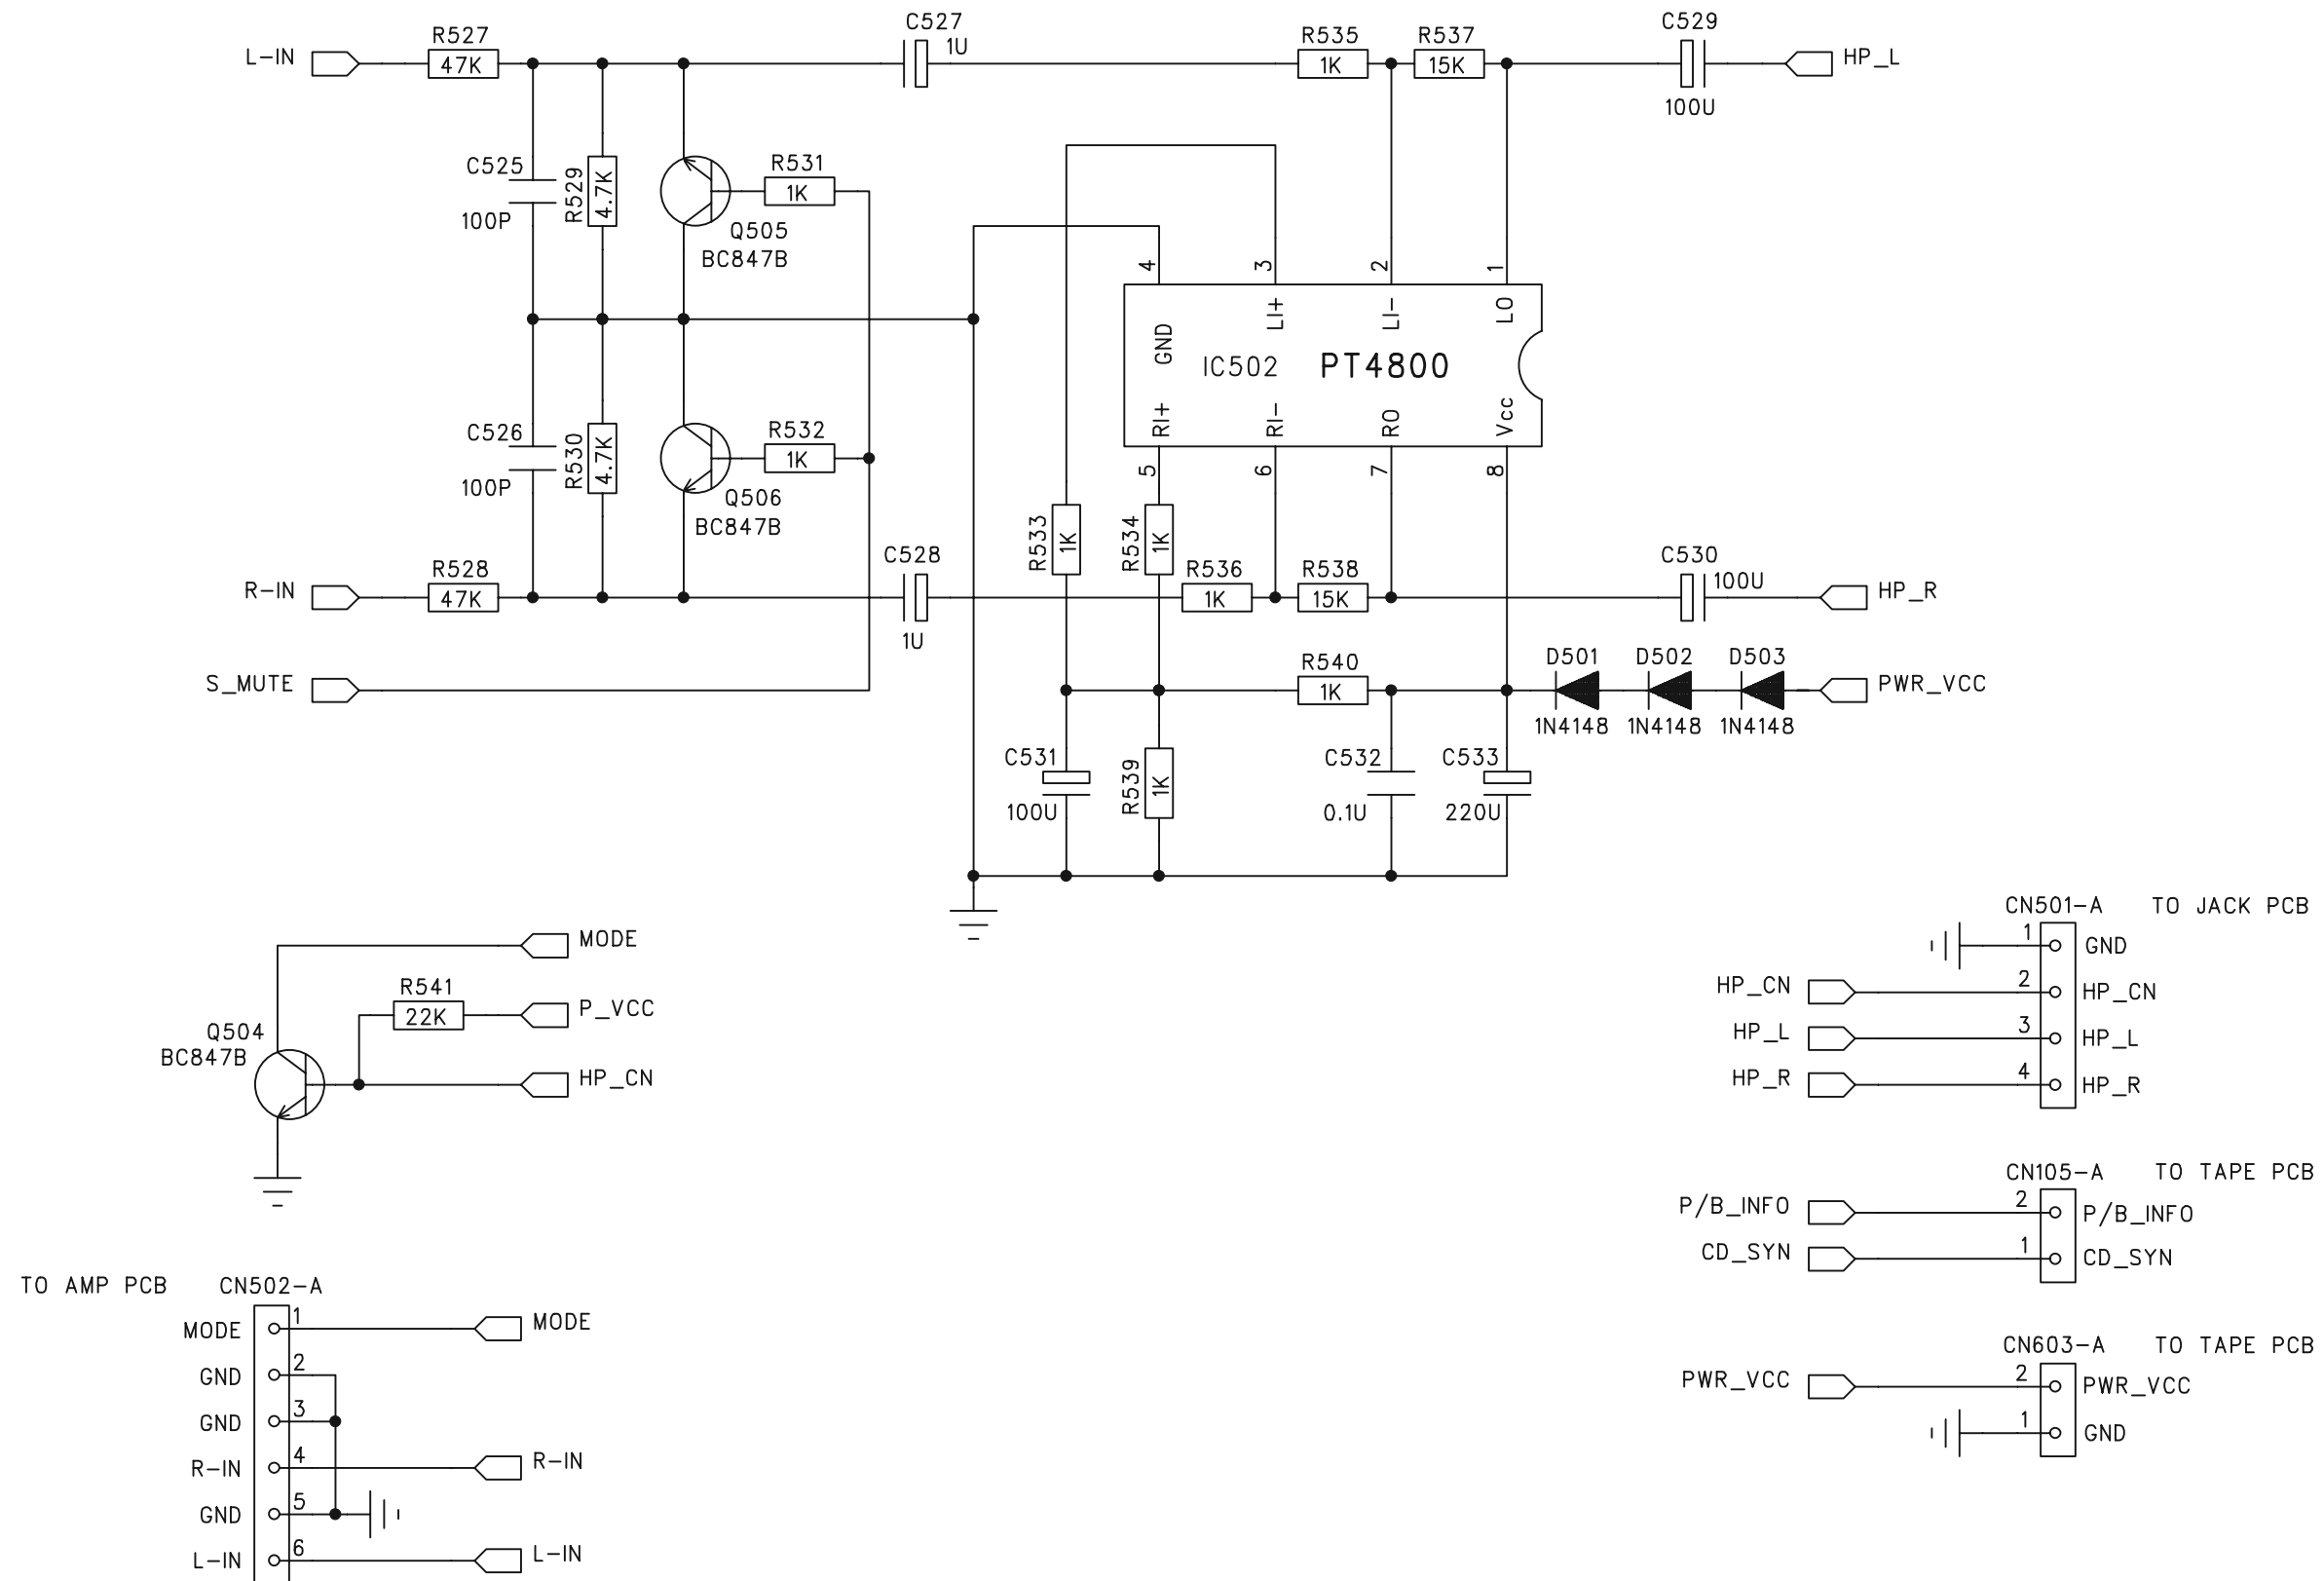 L-IN
R527
47K
C527
1U
R535
1K
R537
15K
C529
100U
HP_L
C525
100P
R529
4.7K
R531
1K
Q505
BC847B
4
3
2
1
GND
LI+
LI-
LO
IC502
PT4800
RI+
RI-
RO
Vcc
5
6
7
8
C526
100P
R530
4.7K
R532
1K
Q506
BC847B
R533
1K
R534
1K
R-IN
R528
47K
C528
1U
R536
1K
R538
15K
C530
100U
HP_R
S_MUTE
R540
1K
D501
1N4148
D502
1N4148
D503
1N4148
PWR_VCC
C531
100U
R539
1K
C532
0.1U
C533
220U
MODE
R541
22K
P_VCC
Q504
BC847B
HP_CN
CN501-A TO JACK PCB
1 GND
HP_CN 2 HP_CN
HP_L 3 HP_L
HP_R 4 HP_R
CN105-A TO TAPE PCB
P/B_INFO 2 P/B_INFO
CD_SYN 1 CD_SYN
TO AMP PCB CN502-A
MODE 1 MODE
GND 2
GND 3
R-IN 4 R-IN
GND 5
L-IN 6 L-IN
CN603-A TO TAPE PCB
PWR_VCC 2 PWR_VCC
1 GND